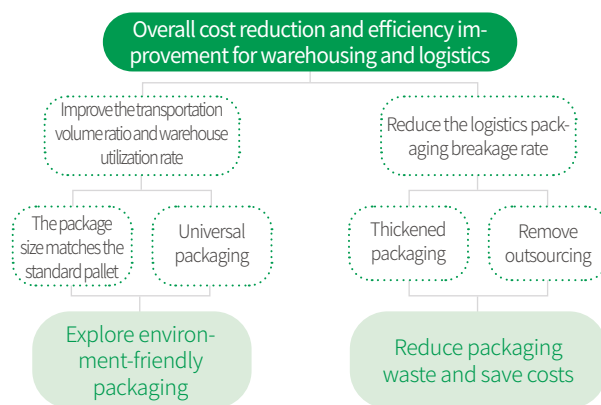 Overall cost reduction and efficiency im-
provement for warehousing and logistics
Improve the transportation
volume ratio and warehouse
utilization rate
Reduce the logistics pack-
aging breakage rate
The package
size matches the
standard pallet
Universal
packaging
Thickened
packaging
Remove
outsourcing
Explore environ-
ment-friendly
packaging
Reduce packaging
waste and save costs